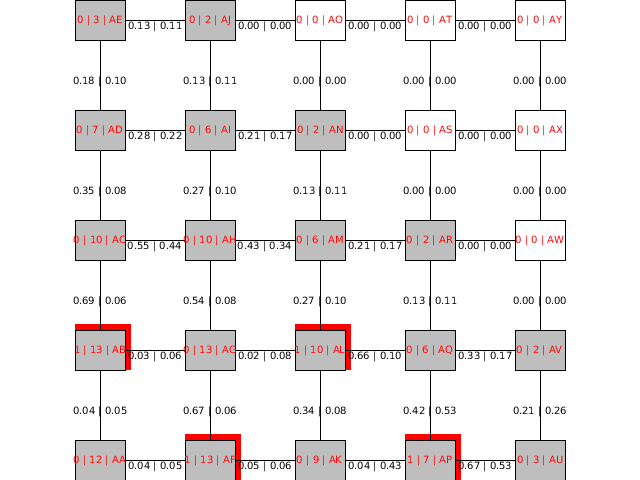 0 | 3 | AE 0.13 | 0.11 0 | 2 | AJ 0.00 | 0.00 0 | 0 | AO 0.00 | 0.00 0 | 0 | AT 0.00 | 0.00 0 | 0 | AY
0.18 | 0.10 0.13 | 0.11 0.00 | 0.00 0.00 | 0.00 0.00 | 0.00
0 | 7 | AD 0.28 | 0.22 0 | 6 | AI 0.21 | 0.17 0 | 2 | AN 0.00 | 0.00 0 | 0 | AS 0.00 | 0.00 0 | 0 | AX
0.35 | 0.08 0.27 | 0.10 0.13 | 0.11 0.00 | 0.00 0.00 | 0.00
0 | 10 | AC 0.55 | 0.44 0 | 10 | AH 0.43 | 0.34 0 | 6 | AM 0.21 | 0.17 0 | 2 | AR 0.00 | 0.00 0 | 0 | AW
0.69 | 0.06 0.54 | 0.08 0.27 | 0.10 0.13 | 0.11 0.00 | 0.00
1 | 13 | AB 0.03 | 0.06 0 | 13 | AG 0.02 | 0.08 1 | 10 | AL 0.66 | 0.10 0 | 6 | AQ 0.33 | 0.17 0 | 2 | AV
0.04 | 0.05 0.67 | 0.06 0.34 | 0.08 0.42 | 0.53 0.21 | 0.26
0 | 12 | AA 0.04 | 0.05 1 | 13 | AF 0.05 | 0.06 0 | 9 | AK 0.04 | 0.43 1 | 7 | AP 0.67 | 0.53 0 | 3 | AU